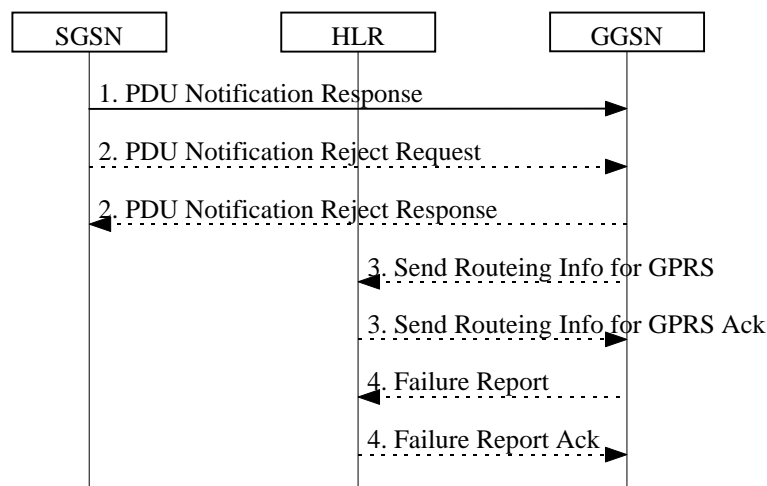 SGSN
HLR
GGSN
1. PDU Notification Response
2. PDU Notification Reject Request
2. PDU Notification Reject Response
3. Send Routeing Info for GPRS
3. Send Routeing Info for GPRS Ack
4. Failure Report
4. Failure Report Ack